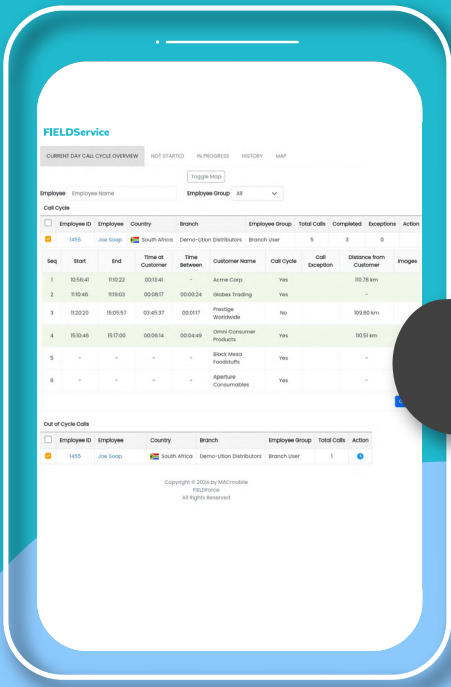 FIELDService
CURRENT DAY CALL CYCLE OVERVIEW NOT STARTED IN PROGRESS HISTORY MAP
Toggle Map
Employee Employee Name Employee Group All
Call Cycle
Employee ID Employee Country Branch Employee Group Total Calls Completed Exceptions Action
1455 Joe Soap South Africa Demo-Ution Distributors Branch User 5 3 0
Seq Start End Time at Customer Time Between Customer Name Call Cycle Call Exception Distance from Customer Images
1 10:56:41 11:10:22 00:13:41 - Acme Corp Yes 110.78 km
2 11:10:46 11:19:03 00:08:17 00:00:24 Globex Trading Yes -
3 11:20:20 15:05:57 03:45:37 00:01:17 Prestige Worldwide No 109.80 km
4 15:10:46 15:17:00 00:06:14 00:04:49 Omni Consumer Products Yes 110.51 km
5 - - - - Black Mesa Foodstuffs Yes -
6 - - - - Aperture Consumables Yes -
Out of Cycle Calls
Employee ID Employee Country Branch Employee Group Total Calls Action
1455 Joe Soap South Africa Demo-Ution Distributors Branch User 1
Copyright © 2024 by MACmobile
FIELDForce
All Rights Reserved